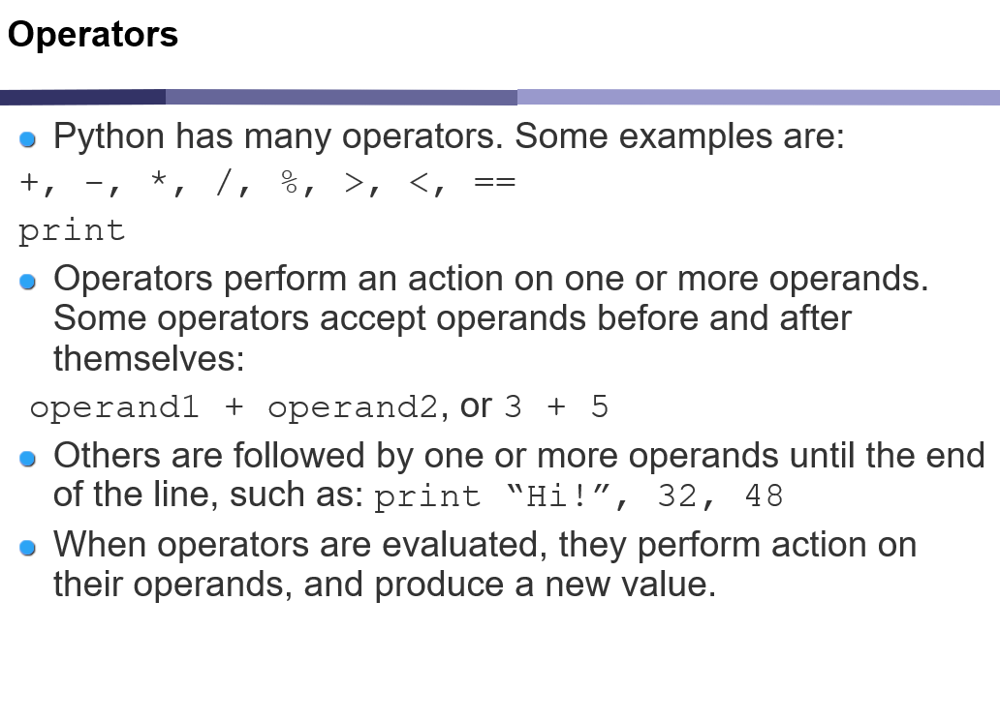 Operators
Python has many operators. Some examples are:
+, -, *, /, %, >, <, ==
print
Operators perform an action on one or more operands.
Some operators accept operands before and after
themselves:
operand1 + operand2, or 3 + 5
Others are followed by one or more operands until the end
of the line, such as: print “Hi!”, 32, 48
When operators are evaluated, they perform action on
their operands, and produce a new value.